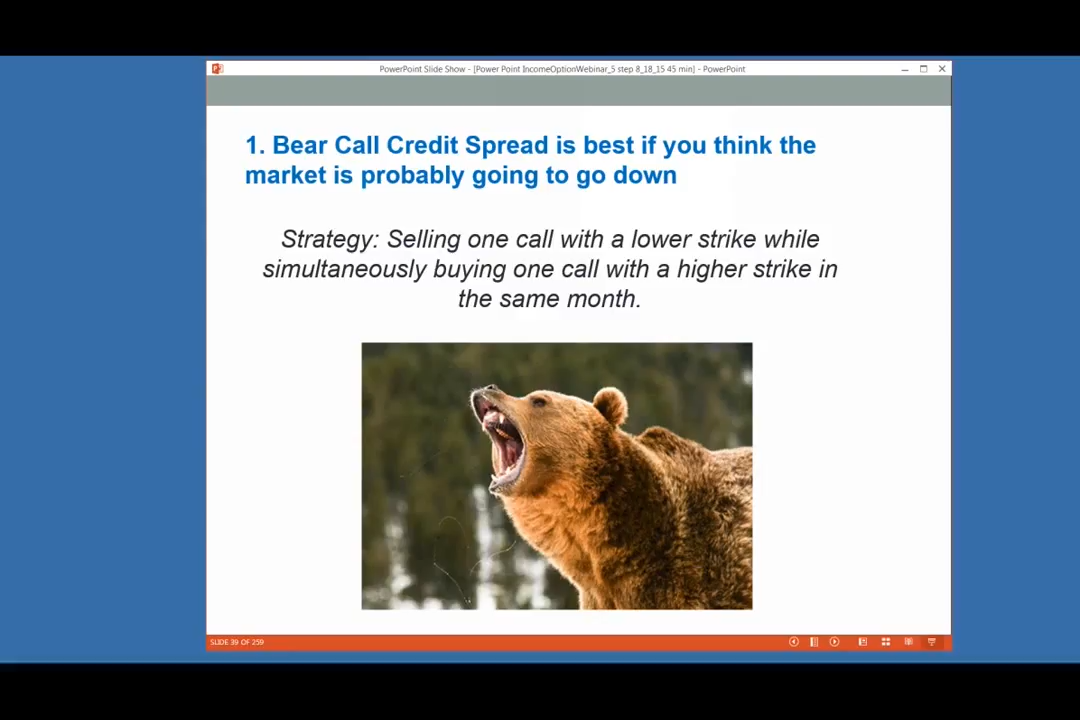 PowerPoint Slide Show - [Power Point IncomeOptionWebinar_5 step 8_18_15 45 min] - PowerPoint
1. Bear Call Credit Spread is best if you think the
market is probably going to go down
Strategy: Selling one call with a lower strike while
simultaneously buying one call with a higher strike in
the same month.
SLIDE 39 OF 259